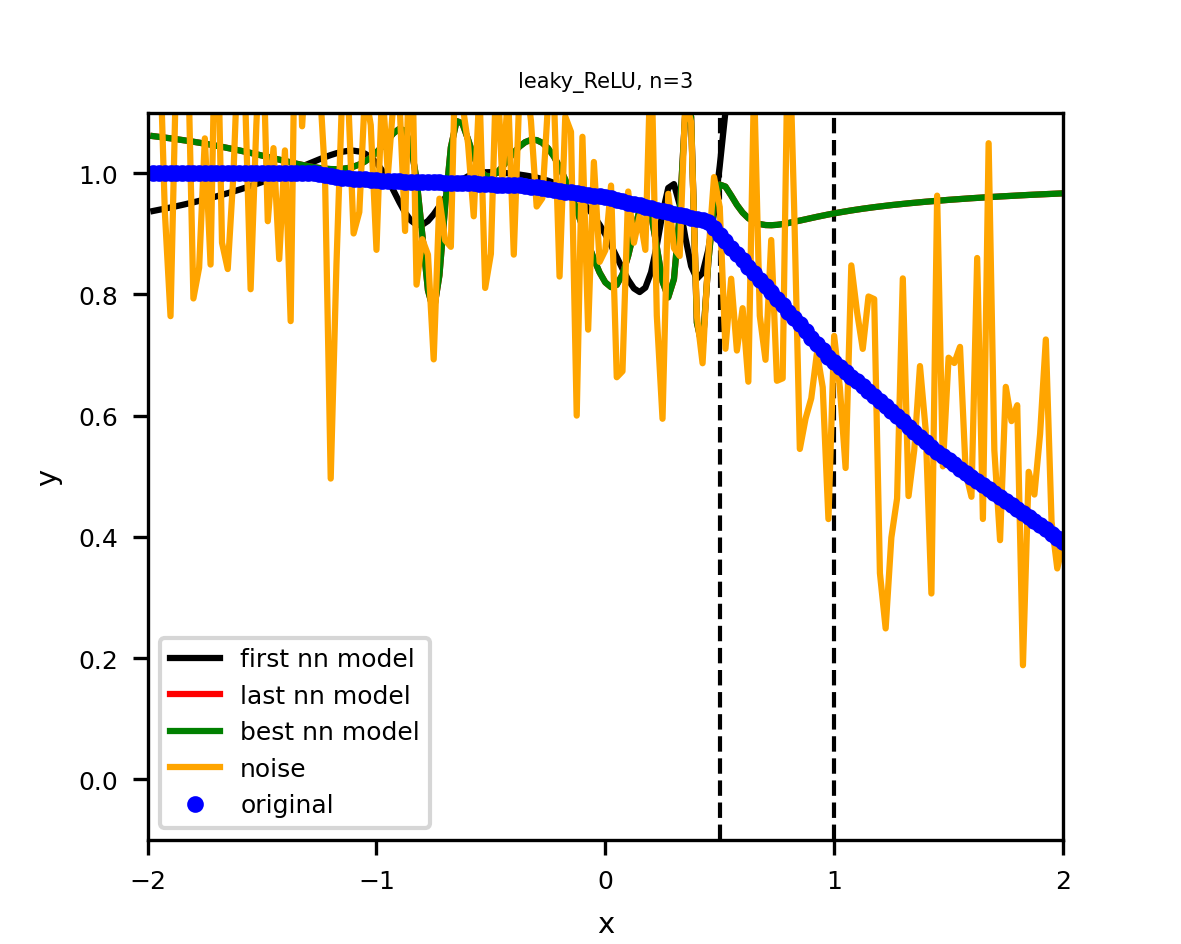 leaky_ReLU, n=3
1.0
0.8
0.6
0.4
0.2
0.0
y
first nn model
last nn model
best nn model
noise
original
−2
−1
0
1
2
x